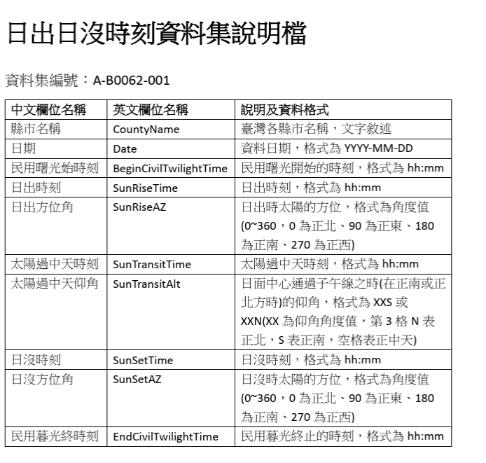 日出日沒時刻資料集說明檔
資料集編號：A-B0062-001
中文欄位名稱 英文欄位名稱 說明及資料格式
縣市名稱 CountyName 臺灣各縣市名稱，文字敘述
日期 Date 資料日期，格式為 YYYY-MM-DD
民用曙光始時刻 BeginCivilTwilightTime 民用曙光開始的時刻，格式為 hh:mm
日出時刻 SunRiseTime 日出時刻，格式為 hh:mm
日出方位角 SunRiseAZ 日出時太陽的方位，格式為角度值
(0~360，0 為正北、90 為正東、180
為正南、270 為正西)
太陽過中天時刻 SunTransitTime 太陽過中天時刻，格式為 hh:mm
太陽過中天仰角 SunTransitAlt 日面中心通過子午線之時(在正南或正
北方時)的仰角，格式為 XXS 或
XXN(XX 為仰角角度值，第 3 格 N 表
正北，S 表正南，空格表正中天)
日沒時刻 SunSetTime 日沒時刻，格式為 hh:mm
日沒方位角 SunSetAZ 日沒時太陽的方位，格式為角度值
(0~360，0 為正北、90 為正東、180
為正南、270 為正西)
民用暮光終時刻 EndCivilTwilightTime 民用暮光終止的時刻，格式為 hh:mm